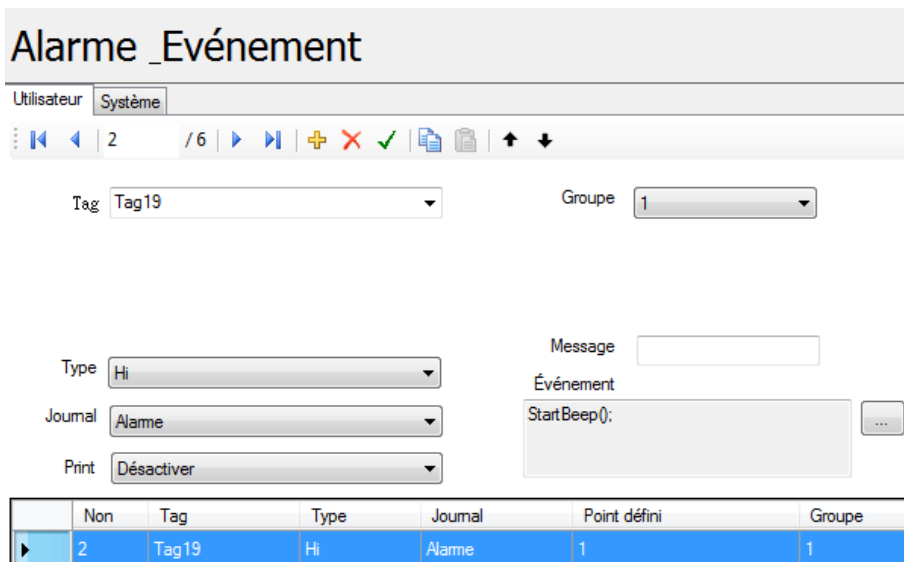 Alarme _Evénement
Utilisateur Système
2 / 6
Tag Tag19 Groupe 1
Message
Type Hi
Événement
Journal Alarme StartBeep(); ...
Print Désactiver
Non Tag Type Journal Point défini Groupe
2 Tag19 Hi Alarme 1 1